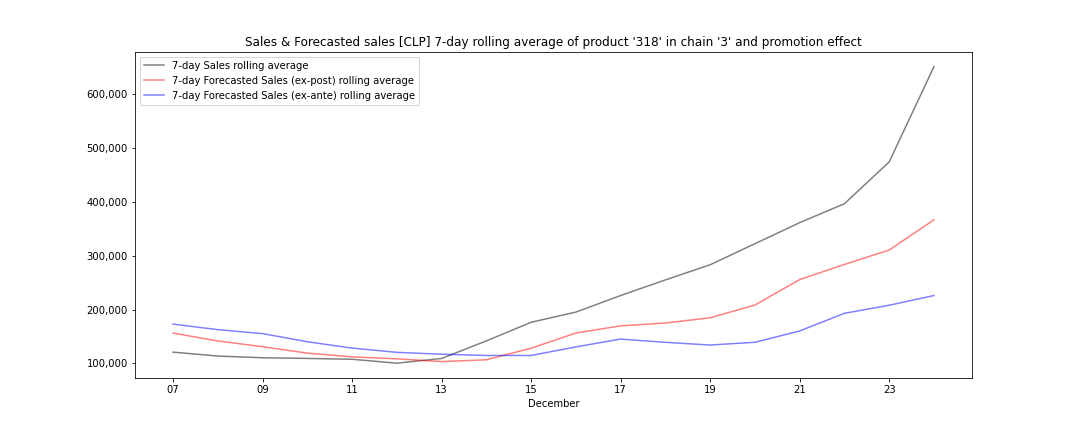 Sales & Forecasted sales [CLP] 7-day rolling average of product '318' in chain '3' and promotion effect
7-day Sales rolling average
7-day Forecasted Sales (ex-post) rolling average
7-day Forecasted Sales (ex-ante) rolling average
600,000
500,000
400,000
300,000
200,000
100,000
07 09 11 13 15 17 19 21 23
December